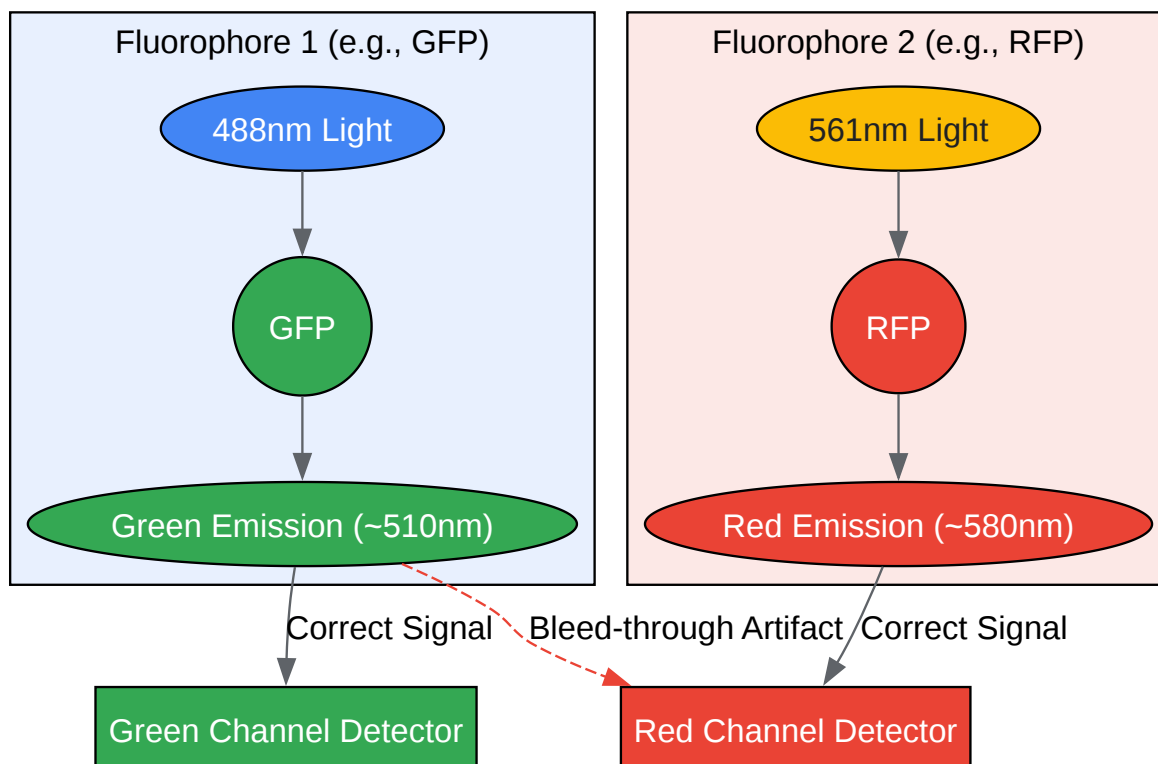 Fluorophore 1 (e.g., GFP)
488nm Light
GFP
Green Emission (~510nm)
Fluorophore 2 (e.g., RFP)
561nm Light
RFP
Red Emission (~580nm)
Correct Signal
Bleed-through Artifact
Correct Signal
Green Channel Detector
Red Channel Detector